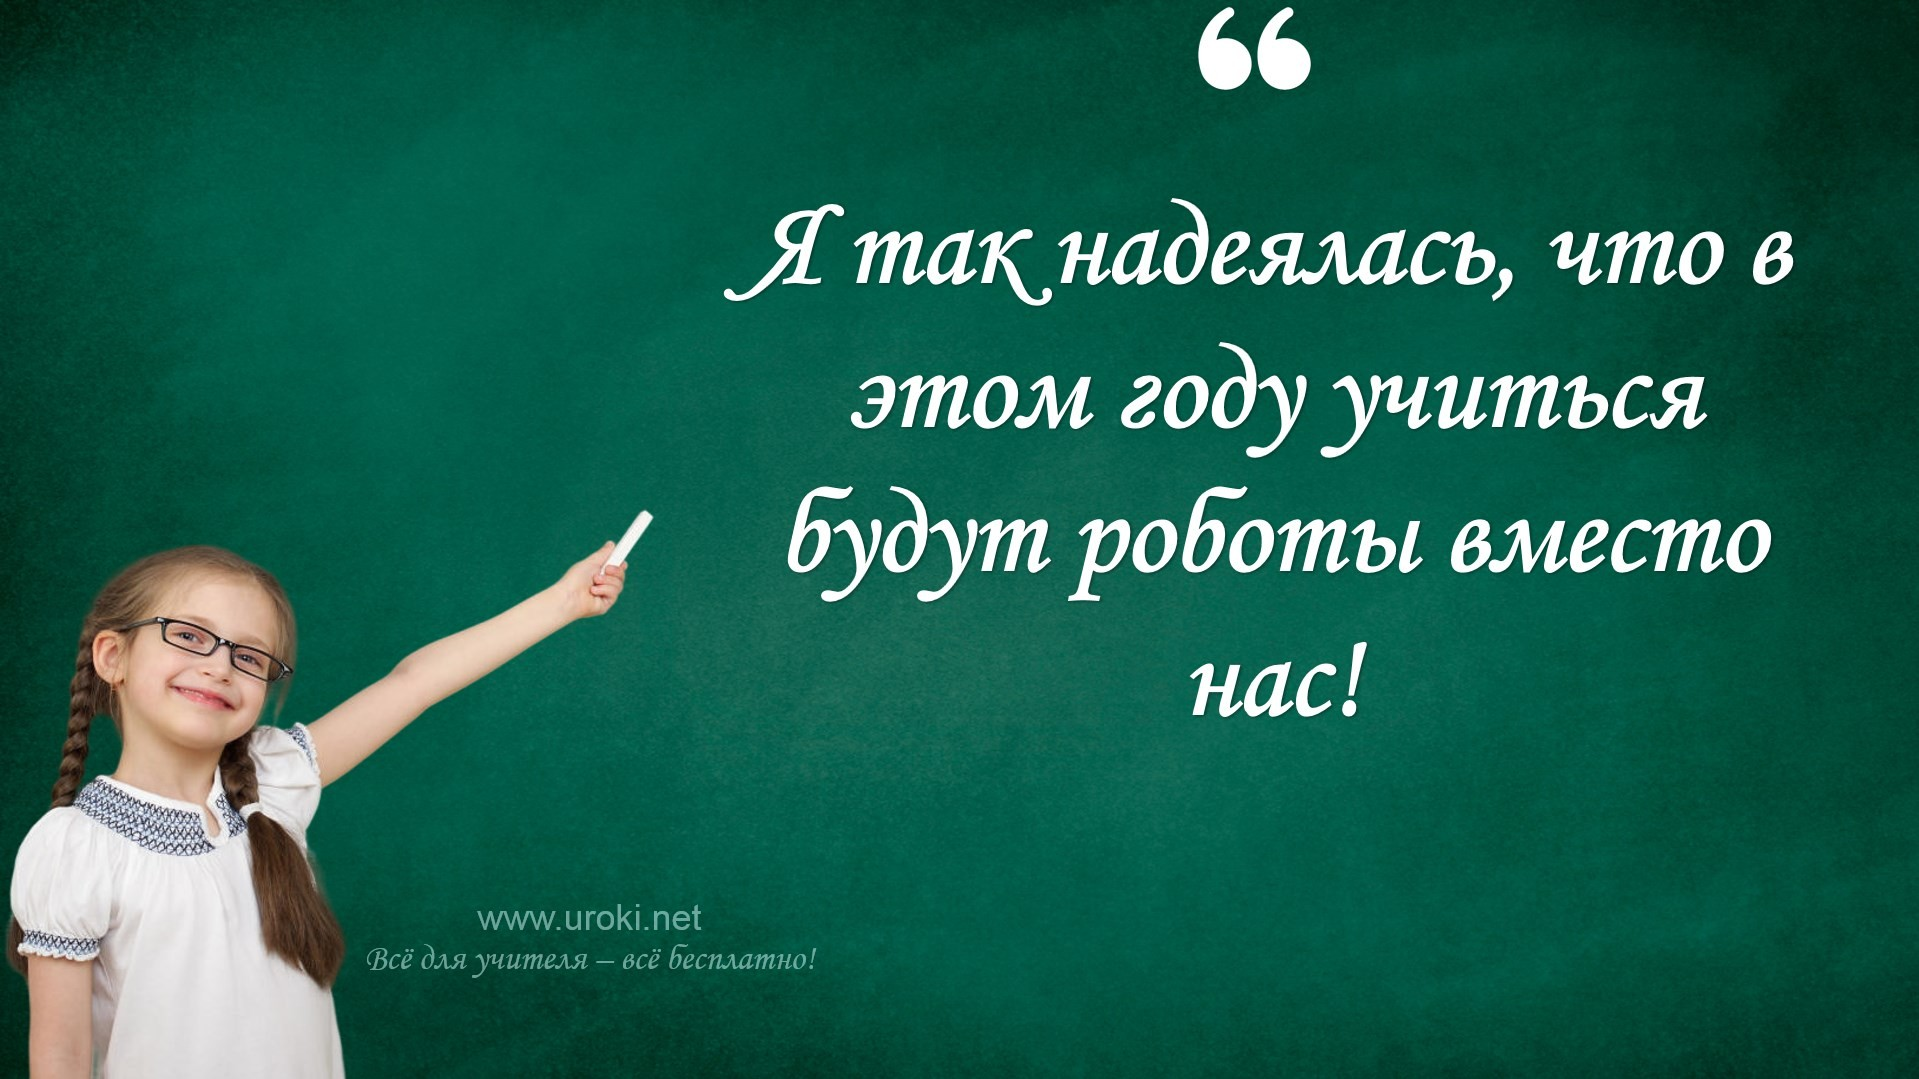 “
Я так надеялась, что в
этом году учиться
будут роботы вместо
нас!
www.uroki.net
Всё для учителя – всё бесплатно!